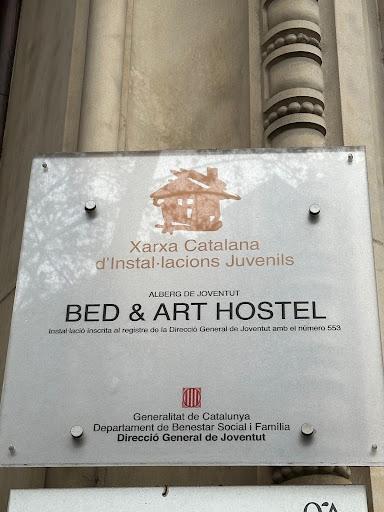 Xarxa Catalana
d'Instal·lacions Juvenils
ALBERG DE JOVENTUT
BED & ART HOSTEL
Instal·lació inscrita al registre de la Direcció General de Joventut amb el número 553
Generalitat de Catalunya
Departament de Benestar Social i Família
Direcció General de Joventut